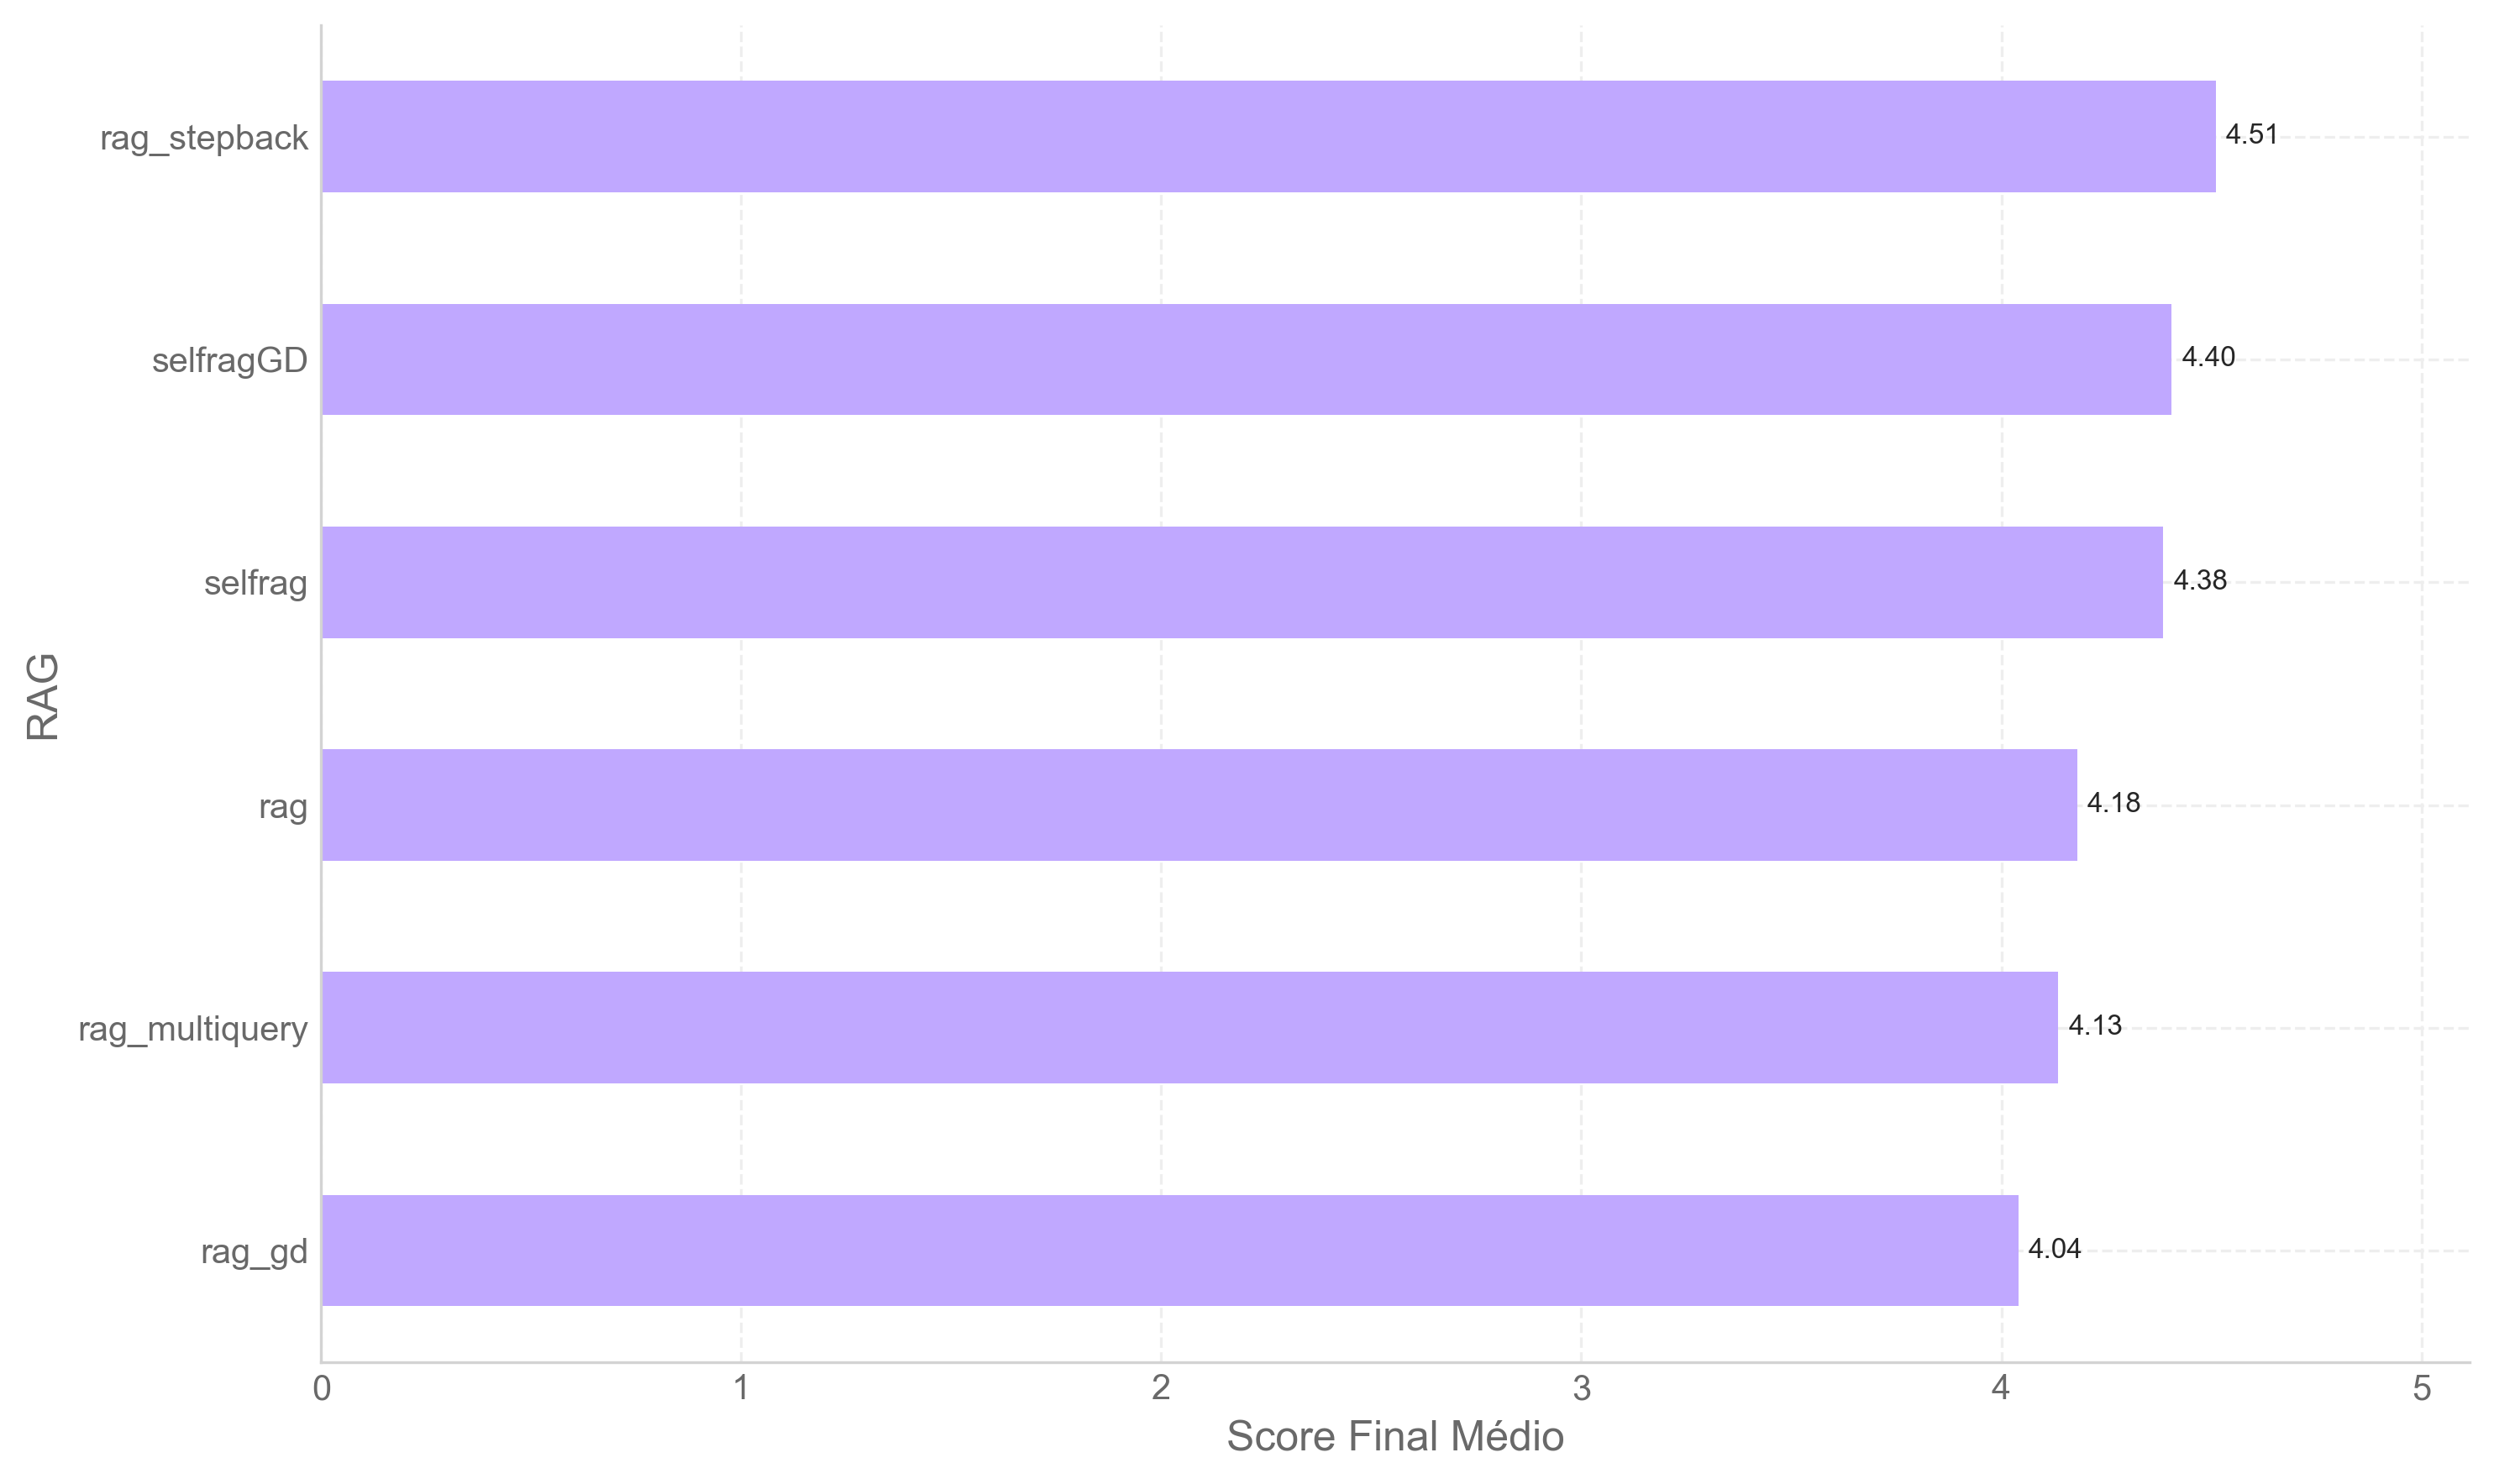 rag_stepback
4.51
selfragGD
4.40
selfrag
4.38
RAG
rag
4.18
rag_multiquery
4.13
rag_gd
4.04
0 1 2 3 4 5
Score Final Médio